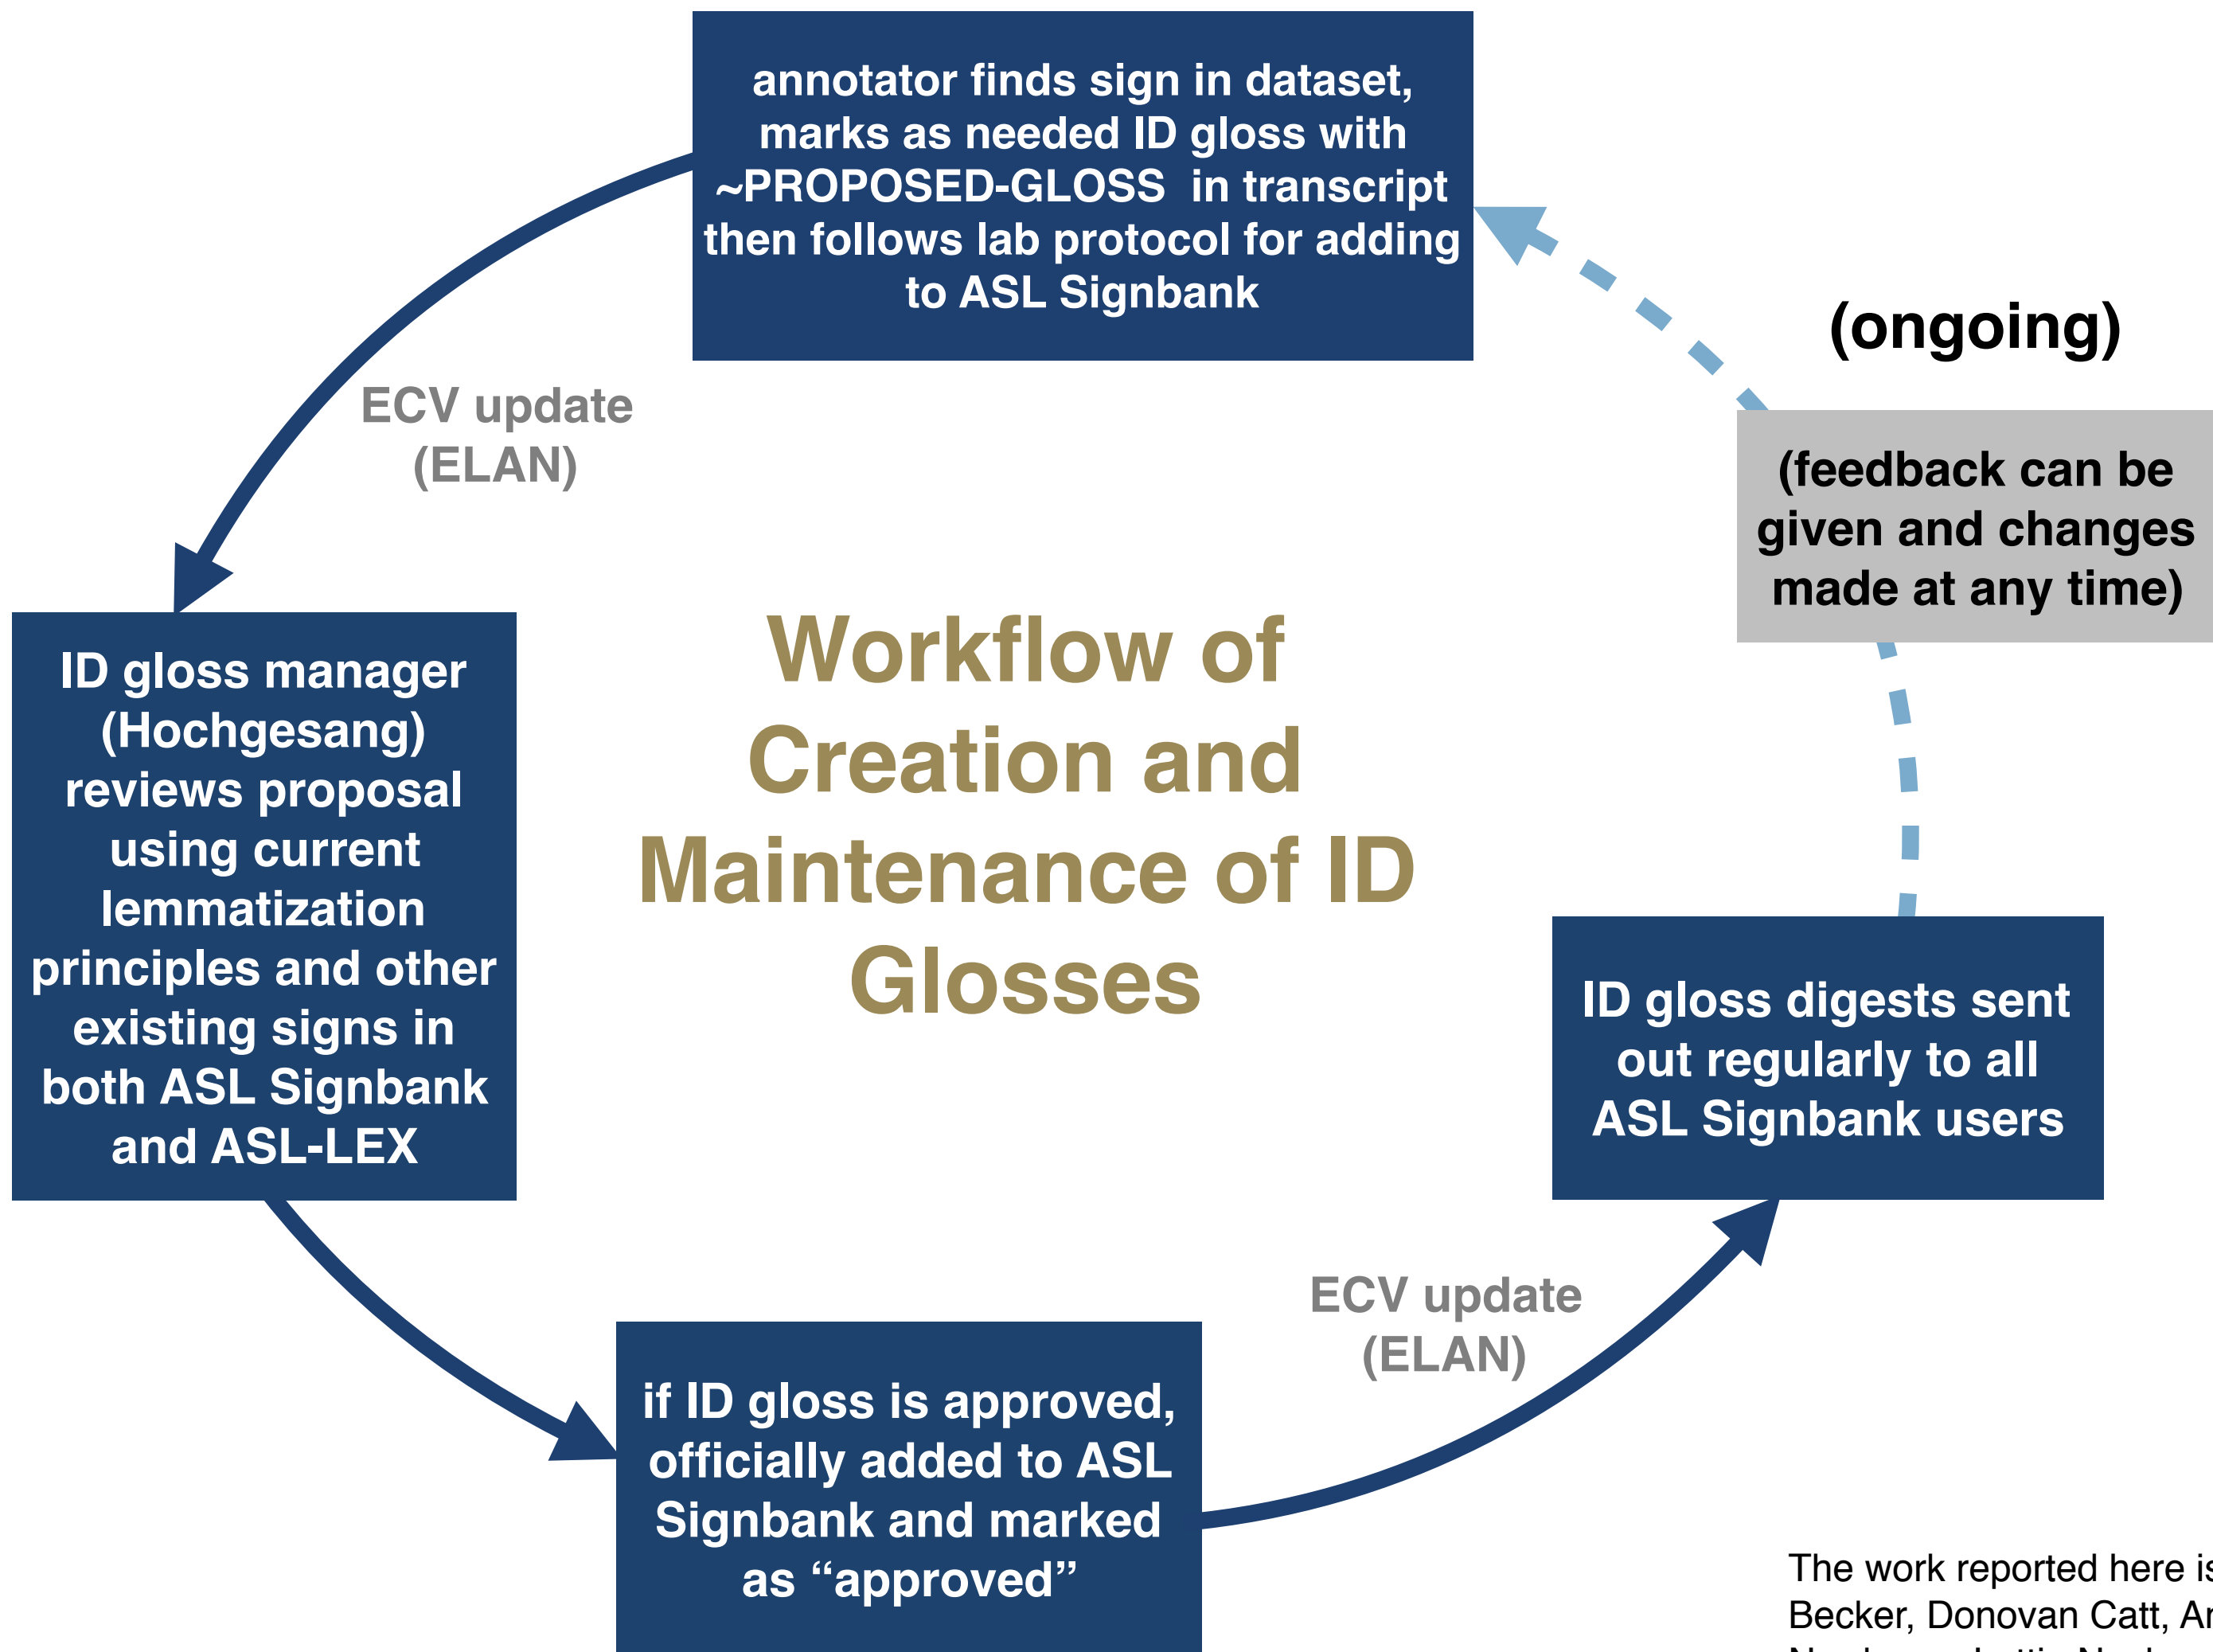 annotator finds sign in dataset,
marks as needed ID gloss with
~PROPOSED-GLOSS in transcript
then follows lab protocol for adding
to ASL Signbank
(ongoing)
ECV update
(ELAN)
(feedback can be
given and changes
made at any time)
Workflow of
Creation and
Maintenance of ID
Glosses
ID gloss manager
(Hochgesang)
reviews proposal
using current
lemmatization
principles and other
existing signs in
both ASL Signbank
and ASL-LEX
ID gloss digests sent
out regularly to all
ASL Signbank users
ECV update
(ELAN)
if ID gloss is approved,
officially added to ASL
Signbank and marked
as “approved”
The work reported here is
Becker, Donovan Catt,